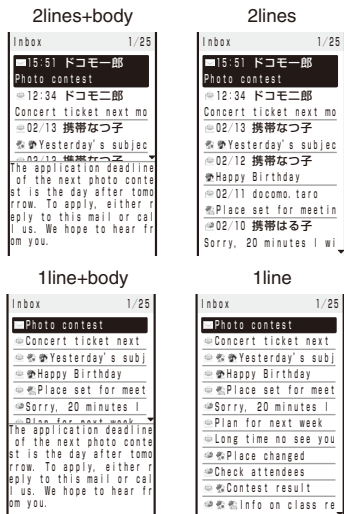 2lines+body
Inbox 1/25
15:51 ドコモ一郎
Photo contest
12:34 ドコモ二郎
Concert ticket next mo
02/13 携帯なつ子
Yesterday's subjec
02/12 携帯なつ子
The application deadline
of the next photo conte
st is the day after tomo
rrow. To apply, either r
eply to this mail or cal
l us. We hope to hear fr
om you.
2lines
Inbox 1/25
15:51 ドコモ一郎
Photo contest
12:34 ドコモ二郎
Concert ticket next mo
02/13 携帯なつ子
Yesterday's subjec
02/12 携帯なつ子
Happy Birthday
02/11 docomo.taro
Place set for meetin
02/10 携帯はる子
Sorry, 20 minutes I wi
1line+body
Inbox 1/25
Photo contest
Concert ticket next
Yesterday's subj
Happy Birthday
Place set for meet
Sorry, 20 minutes I
Plan for next week
The application deadline
of the next photo conte
st is the day after tomo
rrow. To apply, either r
eply to this mail or cal
l us. We hope to hear fr
om you.
1line
Inbox 1/25
Photo contest
Concert ticket next
Yesterday's subj
Happy Birthday
Place set for meet
Sorry, 20 minutes I
Plan for next week
Long time no see you
Place changed
Check attendees
Contest result
Info on class re